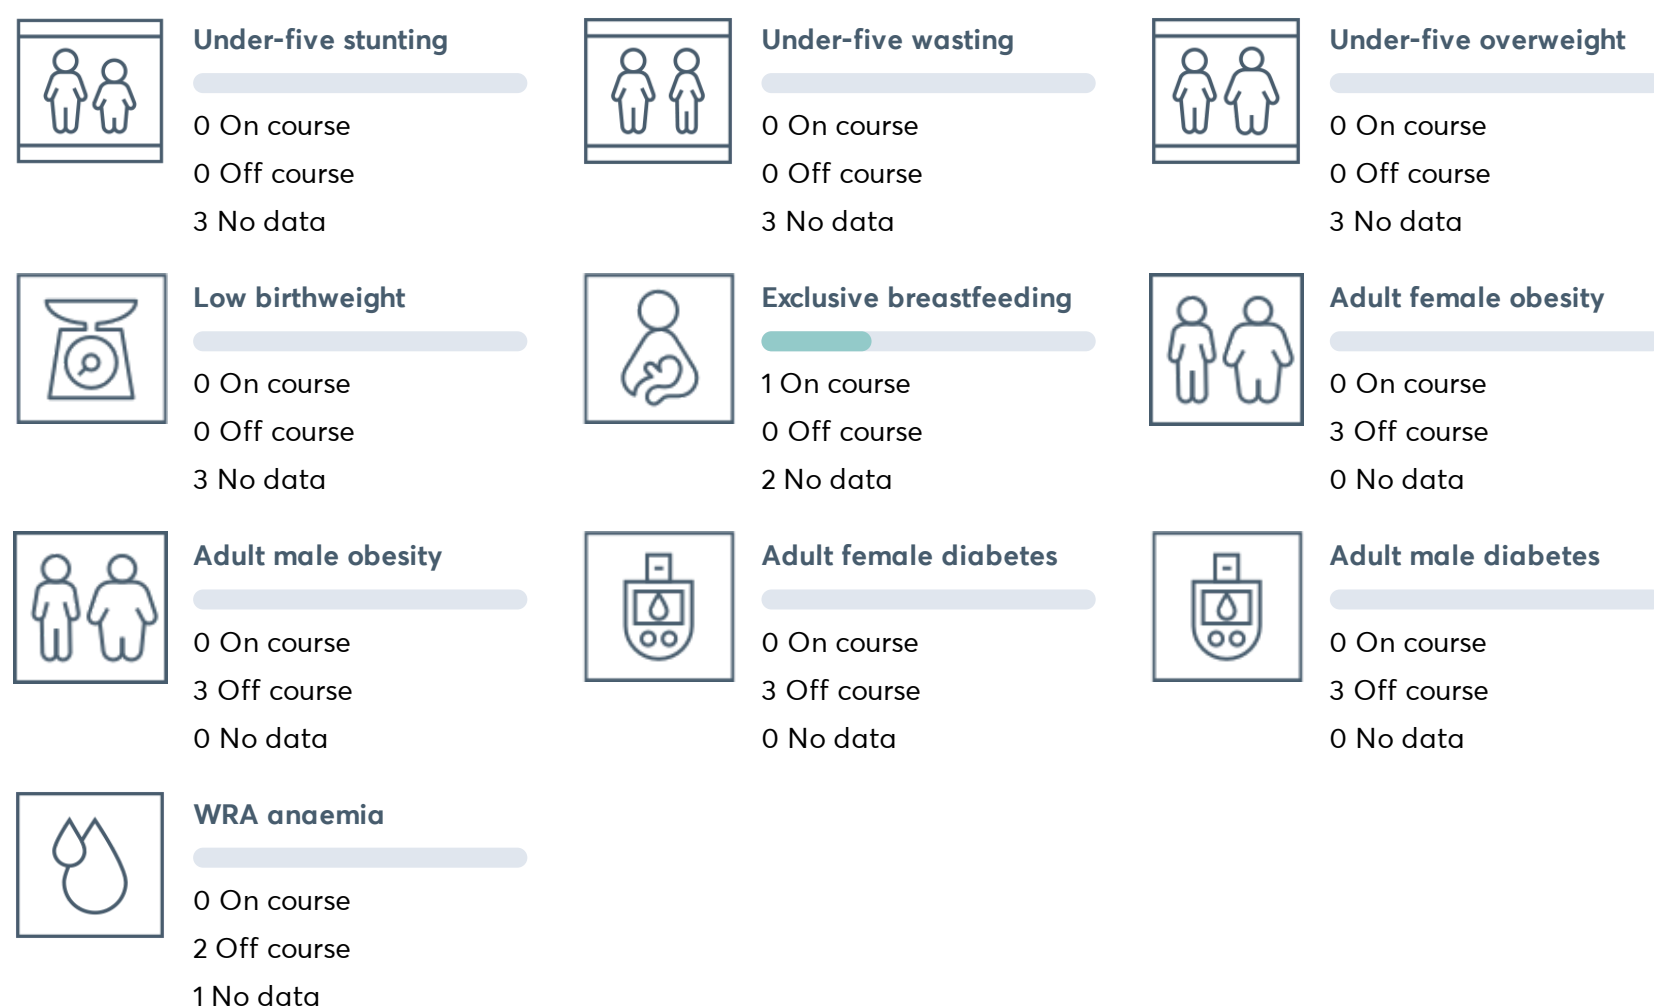 Under-five stunting
0 On course
0 Off course
3 No data
Under-five wasting
0 On course
0 Off course
3 No data
Under-five overweight
0 On course
0 Off course
3 No data
Low birthweight
0 On course
0 Off course
3 No data
Exclusive breastfeeding
1 On course
0 Off course
2 No data
Adult female obesity
0 On course
3 Off course
0 No data
Adult male obesity
0 On course
3 Off course
0 No data
Adult female diabetes
0 On course
3 Off course
0 No data
Adult male diabetes
0 On course
3 Off course
0 No data
WRA anaemia
0 On course
2 Off course
1 No data